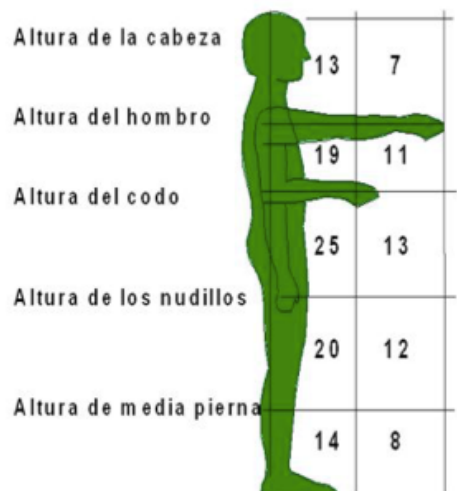 Altura de la cabeza
13 7
Altura del hombro
19 11
Altura del codo
25 13
Altura de los nudillos
20 12
Altura de media pierna
14 8